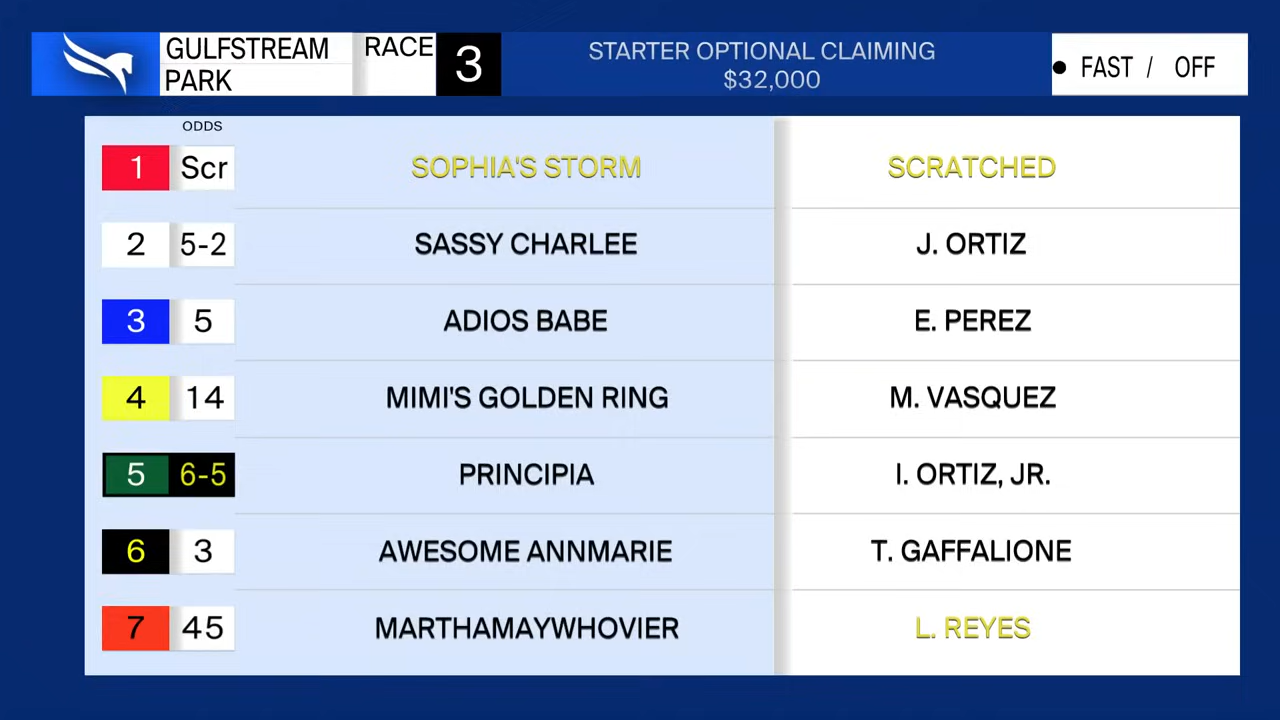 GULFSTREAM
PARK
RACE 3
STARTER OPTIONAL CLAIMING
$32,000
FAST / OFF
ODDS
1 Scr SOPHIA'S STORM SCRATCHED
2 5-2 SASSY CHARLEE J. ORTIZ
3 5 ADIOS BABE E. PEREZ
4 14 MIMI'S GOLDEN RING M. VASQUEZ
5 6-5 PRINCIPIA I. ORTIZ, JR.
6 3 AWESOME ANNMARIE T. GAFFALIONE
7 45 MARTHAMAYWHOVIER L. REYES